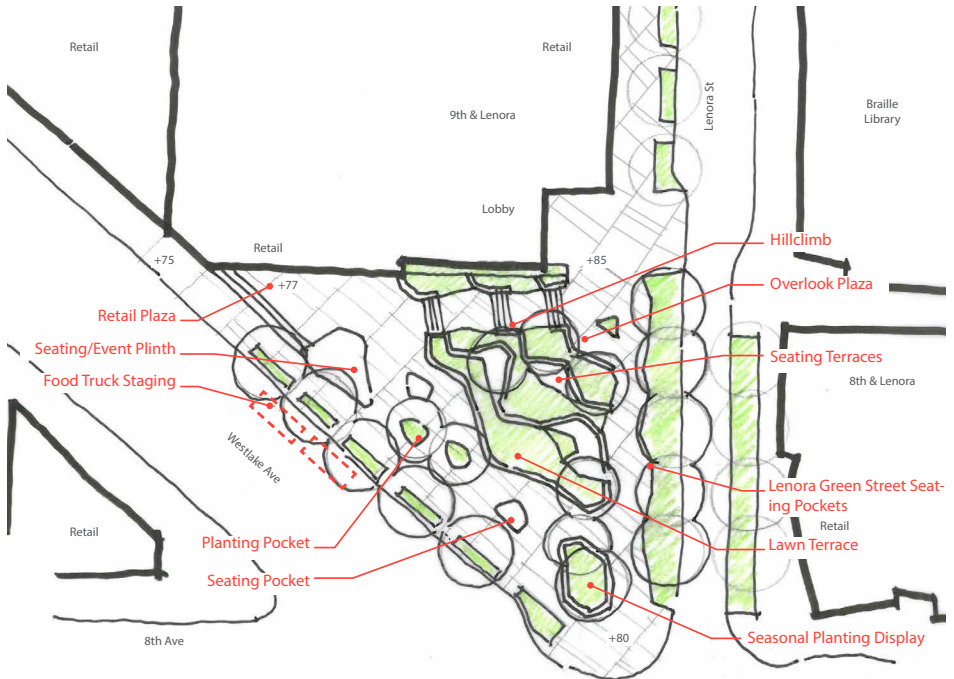 Retail
Retail
Lenora St
Braille
Library
9th & Lenora
Lobby
Retail
+75
+77
+85
Hillclimb
Overlook Plaza
Retail Plaza
Seating/Event Plinth
Food Truck Staging
Seating Terraces
8th & Lenora
Westlake Ave
Lenora Green Street Seat-
ing Pockets
Retail
Retail
Planting Pocket
Lawn Terrace
Seating Pocket
8th Ave
+80
Seasonal Planting Display